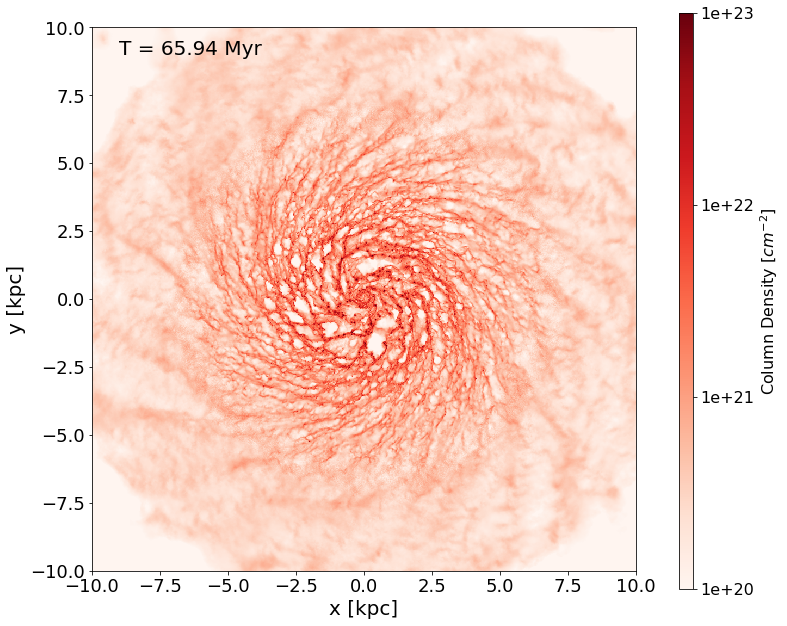 T = 65.94 Myr
10.0
7.5
5.0
2.5
0.0
−2.5
−5.0
−7.5
−10.0
y [kpc]
−10.0 −7.5 −5.0 −2.5 0.0 2.5 5.0 7.5 10.0
x [kpc]
1e+23
1e+22
1e+21
1e+20
Column Density [cm⁻²]